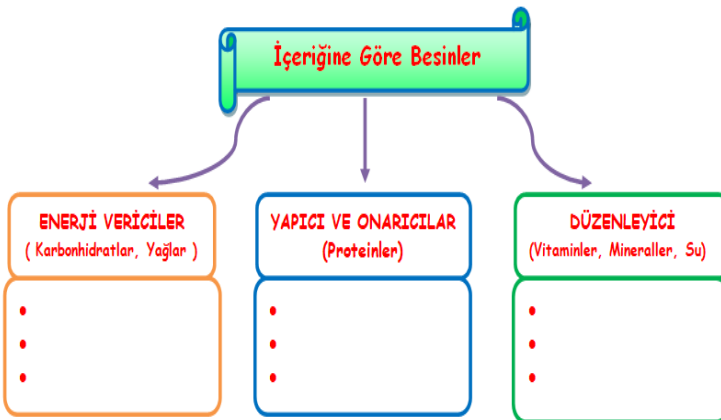 İçeriğine Göre Besinler
ENERJİ VERİCİLER
( Karbonhidratlar, Yağlar )
YAPICI VE ONARICILAR
(Proteinler)
DÜZENLEYİCİ
(Vitaminler, Mineraller, Su)